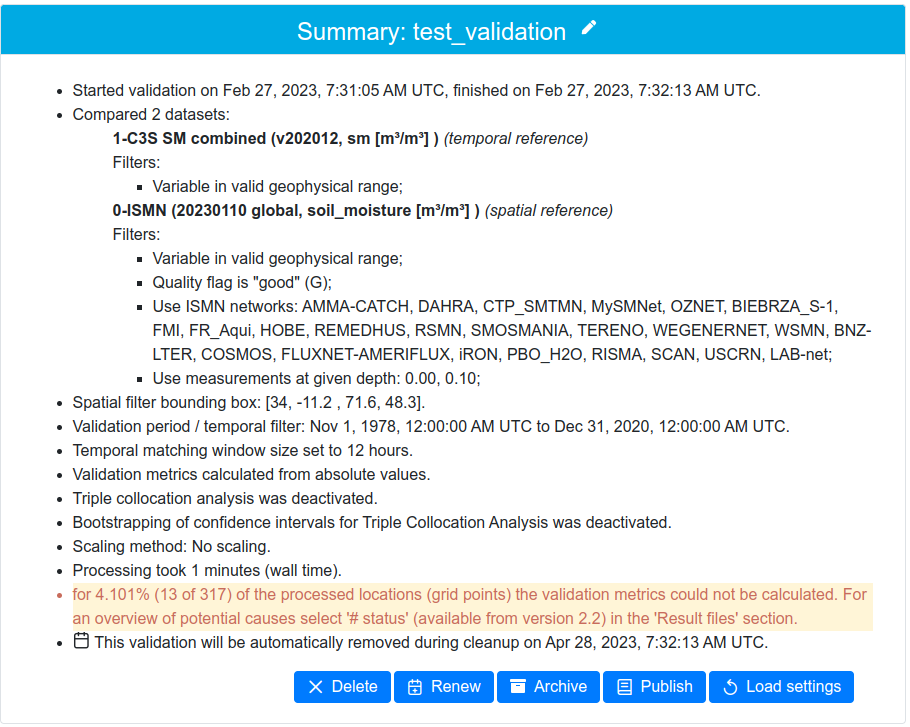 Summary: test_validation
Started validation on Feb 27, 2023, 7:31:05 AM UTC, finished on Feb 27, 2023, 7:32:13 AM UTC.
Compared 2 datasets:
1-C3S SM combined (v202012, sm [m³/m³] ) (temporal reference)
Filters:
Variable in valid geophysical range;
0-ISMN (20230110 global, soil_moisture [m³/m³] ) (spatial reference)
Filters:
Variable in valid geophysical range;
Quality flag is "good" (G);
Use ISMN networks: AMMA-CATCH, DAHRA, CTP_SMTMN, MySMNet, OZNET, BIEBRZA_S-1,
FMI, FR_Aqui, HOBE, REMEDHUS, RSMN, SMOSMANIA, TERENO, WEGENERNET, WSMN, BNZ-
LTER, COSMOS, FLUXNET-AMERIFLUX, iRON, PBO_H2O, RISMA, SCAN, USCRN, LAB-net;
Use measurements at given depth: 0.00, 0.10;
Spatial filter bounding box: [34, -11.2 , 71.6, 48.3].
Validation period / temporal filter: Nov 1, 1978, 12:00:00 AM UTC to Dec 31, 2020, 12:00:00 AM UTC.
Temporal matching window size set to 12 hours.
Validation metrics calculated from absolute values.
Triple collocation analysis was deactivated.
Bootstrapping of confidence intervals for Triple Collocation Analysis was deactivated.
Scaling method: No scaling.
Processing took 1 minutes (wall time).
for 4.101% (13 of 317) of the processed locations (grid points) the validation metrics could not be calculated. For
an overview of potential causes select '# status' (available from version 2.2) in the 'Result files' section.
This validation will be automatically removed during cleanup on Apr 28, 2023, 7:32:13 AM UTC.
Delete Renew Archive Publish Load settings